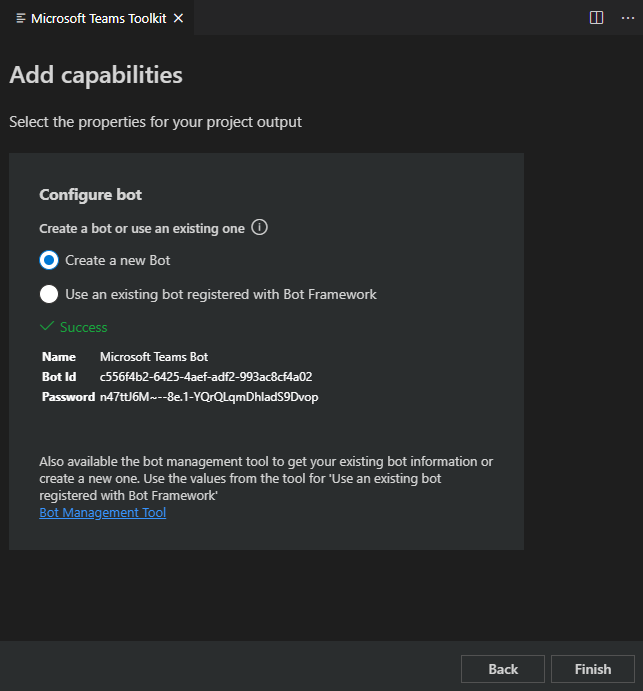 Microsoft Teams Toolkit
Add capabilities
Select the properties for your project output
Configure bot
Create a bot or use an existing one
Create a new Bot
Use an existing bot registered with Bot Framework
Success
Name Microsoft Teams Bot
Bot Id c556f4b2-6425-4aef-adf2-993ac8cf4a02
Password n47ttJ6M~--8e.1-YQrQLqmDhladS9Dvop
Also available the bot management tool to get your existing bot information or
create a new one. Use the values from the tool for 'Use an existing bot
registered with Bot Framework'
Bot Management Tool
Back Finish